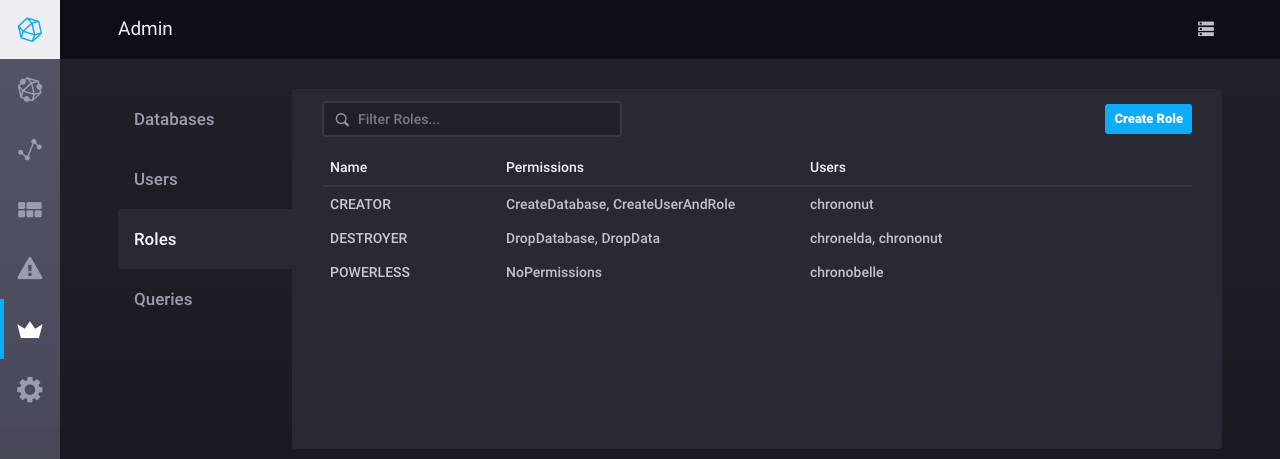 Admin
Databases
Users
Roles
Queries
Filter Roles...
Create Role
Name Permissions Users
CREATOR CreateDatabase, CreateUserAndRole chrononut
DESTROYER DropDatabase, DropData chronelda, chrononut
POWERLESS NoPermissions chronobelle